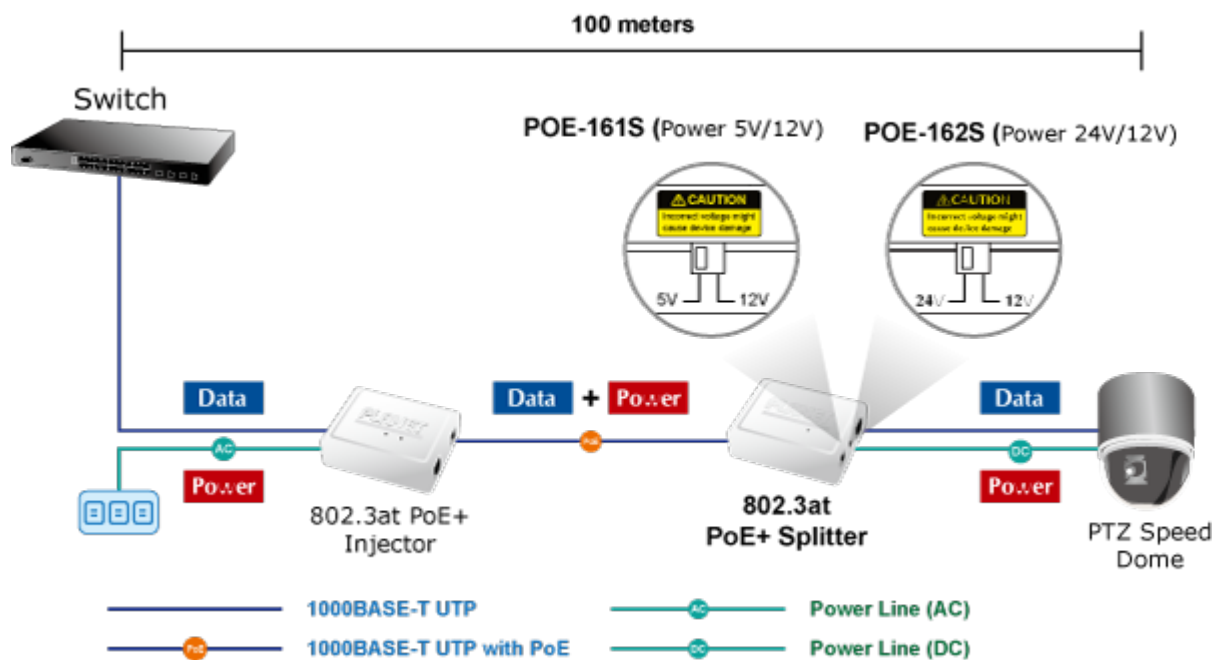 100 meters
Switch
POE-161S (Power 5V/12V)
POE-162S (Power 24V/12V)
CAUTION
Incorrect voltage might
cause device damage
5V 12V
CAUTION
Incorrect voltage might
cause device damage
24V 12V
Data
Data + Power
Data
AC
PoE
DC
Power
Power
PLANET
802.3at PoE+
Injector
802.3at
PoE+ Splitter
PTZ Speed
Dome
1000BASE-T UTP
AC Power Line (AC)
PoE 1000BASE-T UTP with PoE
DC Power Line (DC)